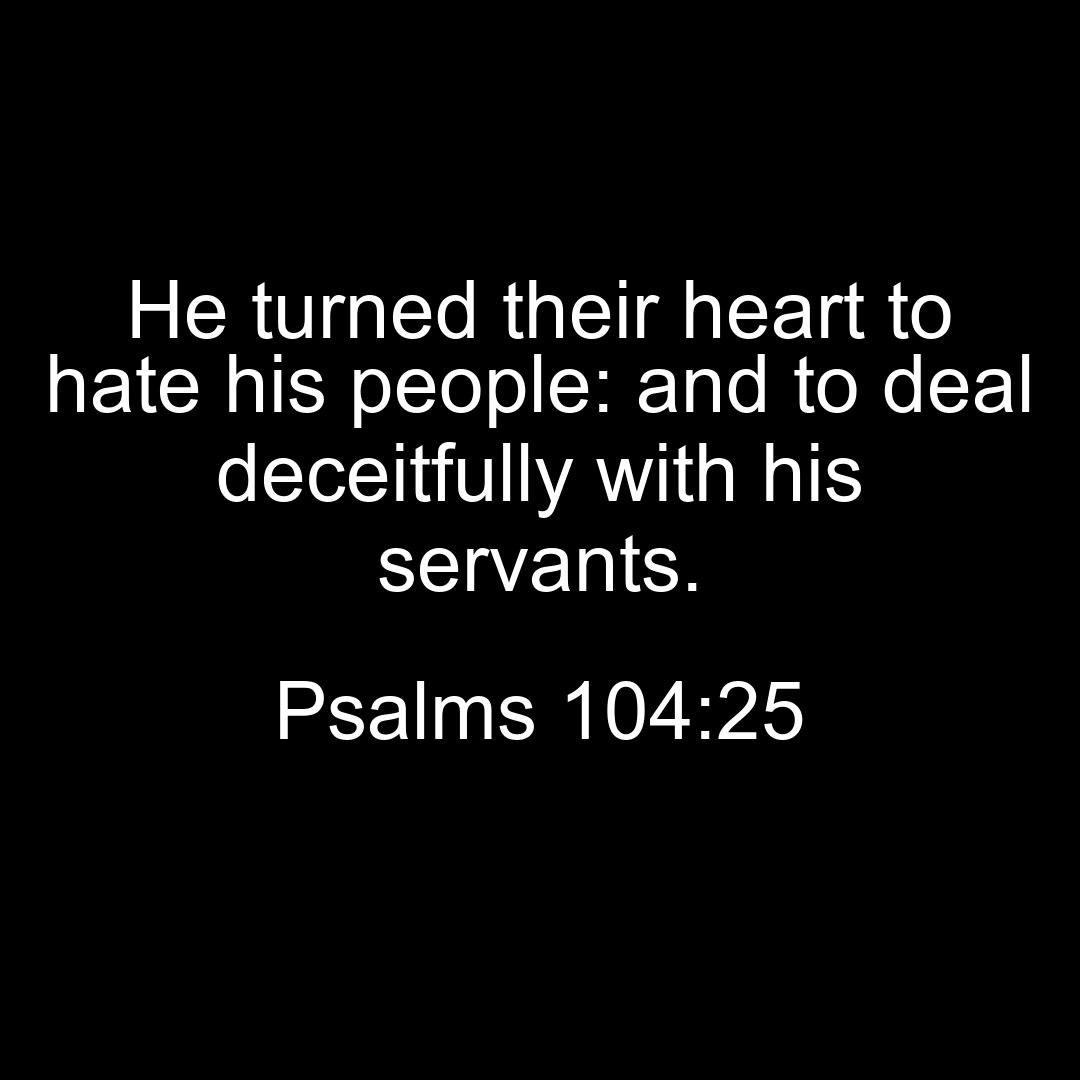 He turned their heart to
hate his people: and to deal
deceitfully with his
servants.
Psalms 104:25